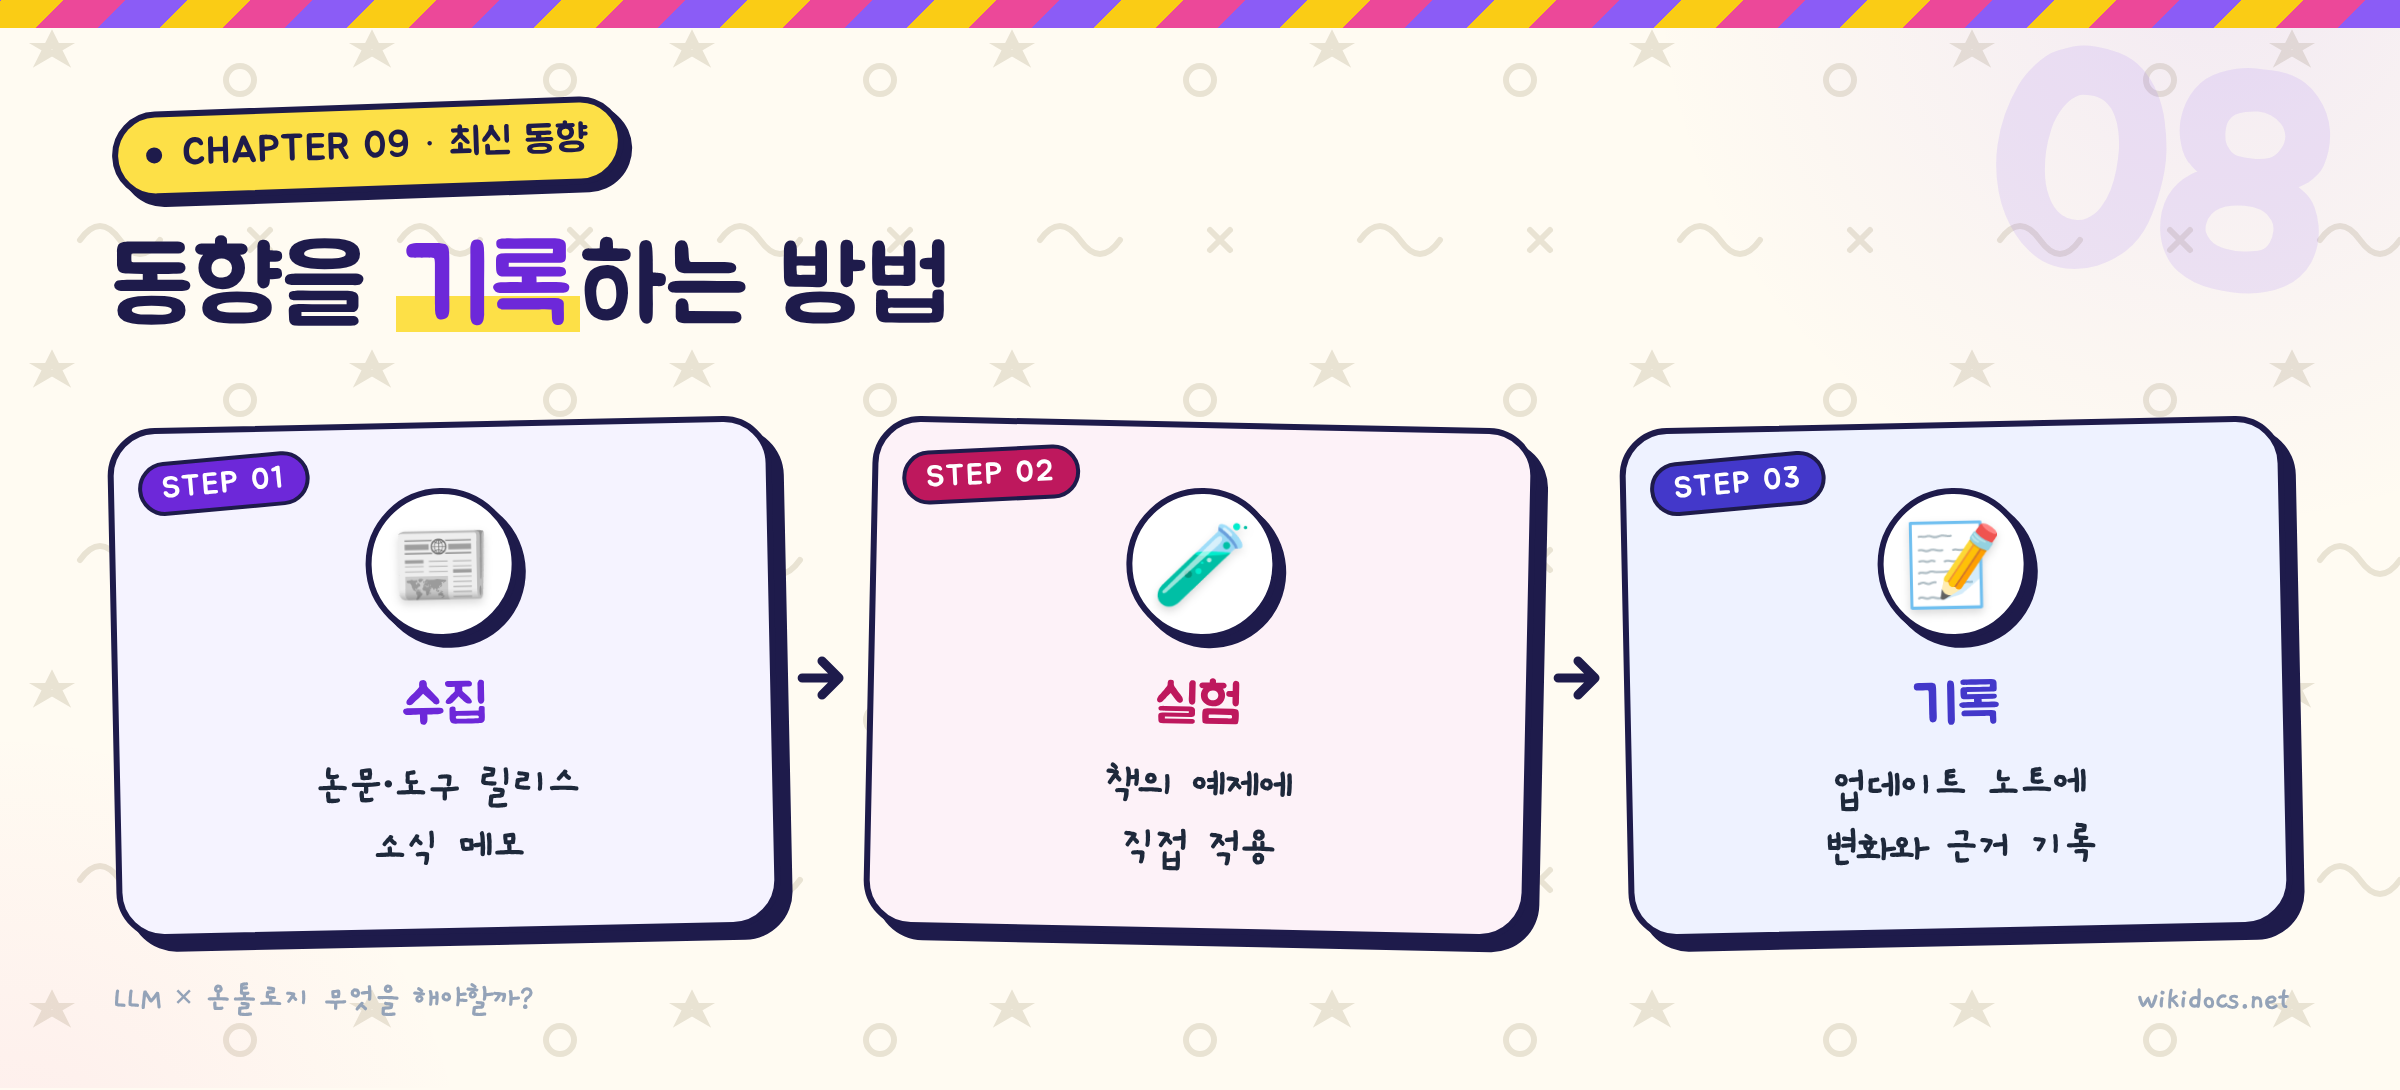 CHAPTER 09 · 최신 동향
08
동향을 기록하는 방법
STEP 01
수집
논문·도구 릴리스
소식 메모
STEP 02
실험
책의 예제에
직접 적용
STEP 03
기록
업데이트 노트에
변화와 근거 기록
LLM × 온톨로지 무엇을 해야할까?
wikidocs.net